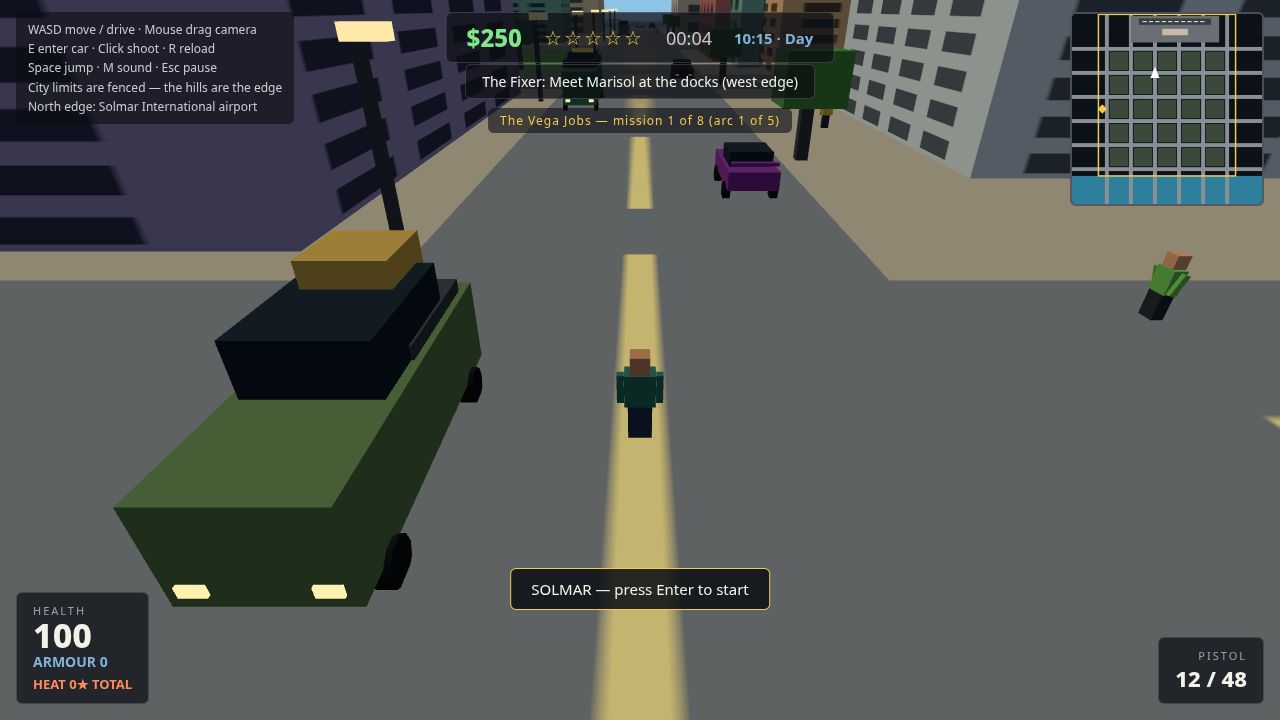 WASD move / drive · Mouse drag camera
E enter car · Click shoot · R reload
Space jump · M sound · Esc pause
City limits are fenced — the hills are the edge
North edge: Solmar International airport
$250 ☆☆☆☆☆ 00:04 10:15 · Day
The Fixer: Meet Marisol at the docks (west edge)
The Vega Jobs — mission 1 of 8 (arc 1 of 5)
SOLMAR — press Enter to start
HEALTH
100
ARMOUR 0
HEAT 0★ TOTAL
PISTOL
12 / 48